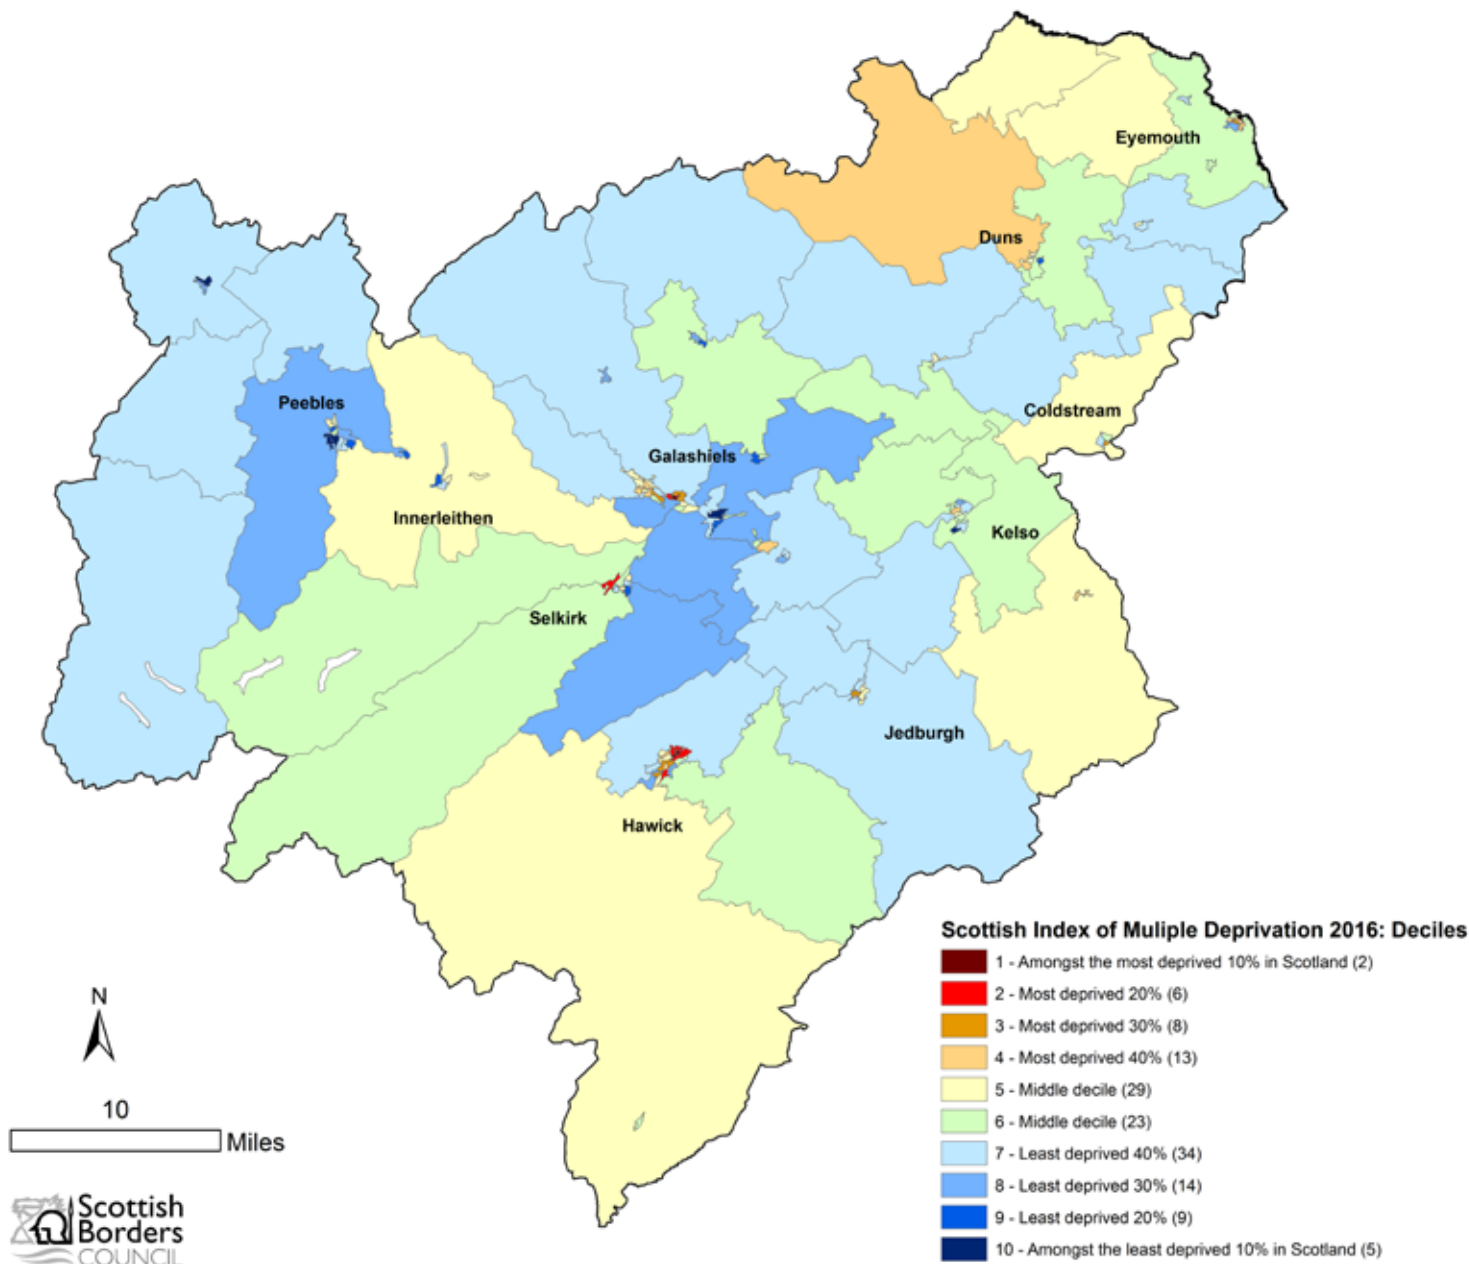 Eyemouth
Duns
Peebles
Coldstream
Galashiels
Innerleithen
Kelso
Selkirk
Jedburgh
Hawick
Scottish Index of Muliple Deprivation 2016: Deciles
1 - Amongst the most deprived 10% in Scotland (2)
2 - Most deprived 20% (6)
3 - Most deprived 30% (8)
4 - Most deprived 40% (13)
5 - Middle decile (29)
6 - Middle decile (23)
7 - Least deprived 40% (34)
8 - Least deprived 30% (14)
9 - Least deprived 20% (9)
10 - Amongst the least deprived 10% in Scotland (5)
N
10
Miles
Scottish
Borders
COUNCIL